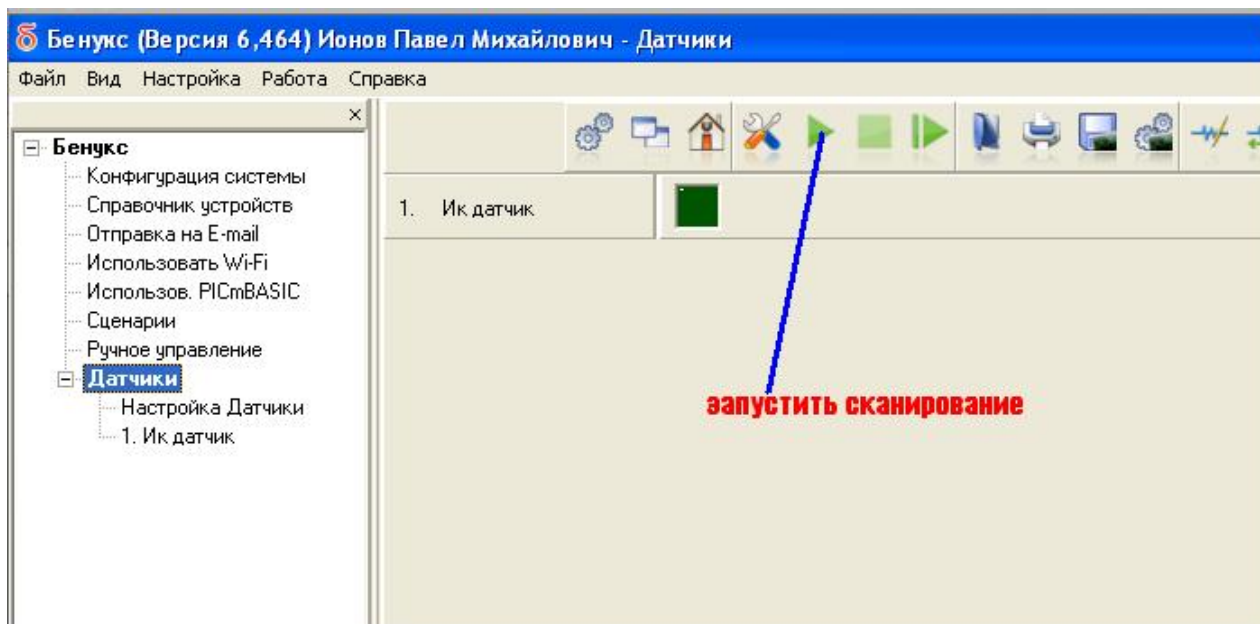 Бенукс (Версия 6,464) Ионов Павел Михайлович - Датчики
Файл Вид Настройка Работа Справка
Бенукс
Конфигурация системы
Справочник устройств
Отправка на E-mail
Использовать Wi-Fi
Использов. PICmBASIC
Сценарии
Ручное управление
Датчики
Настройка Датчики
1. Ик датчик
1. Ик датчик
запустить сканирование